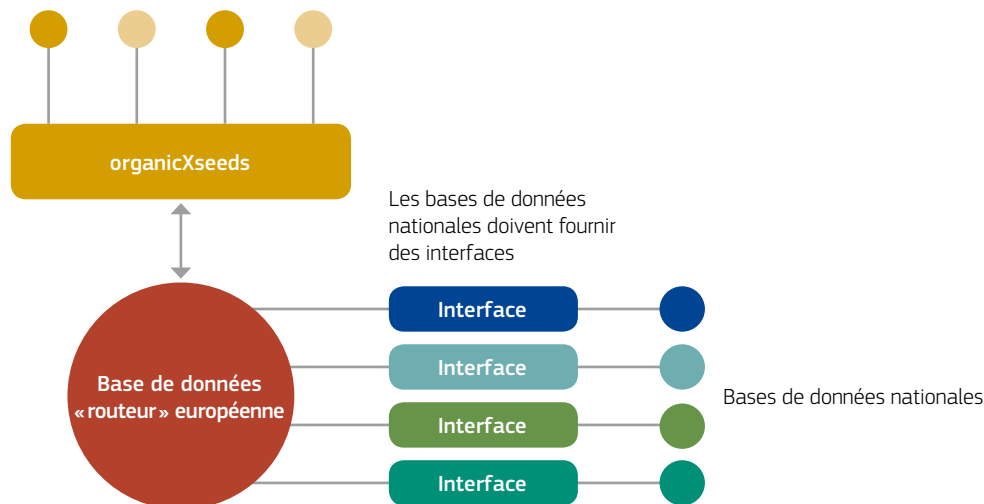 organicXseeds
Les bases de données
nationales doivent fournir
des interfaces
Interface
Interface
Base de données
«routeur» européenne
Bases de données nationales
Interface
Interface